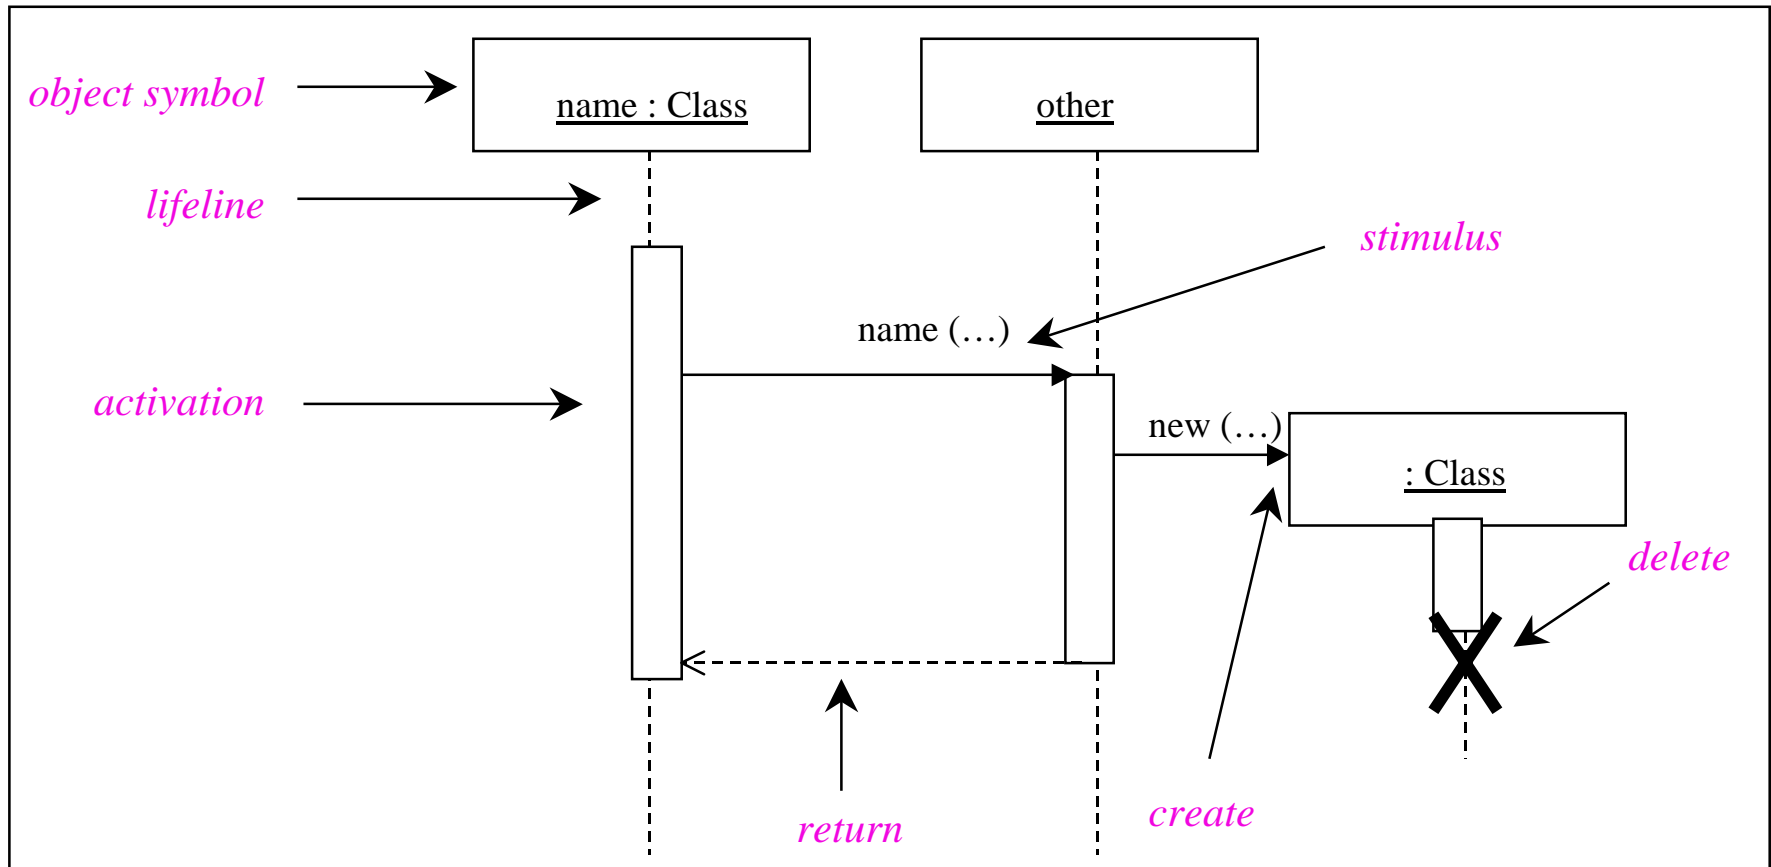 object symbol
name : Class
other
lifeline
stimulus
name (…)
activation
new (…)
: Class
delete
create
return